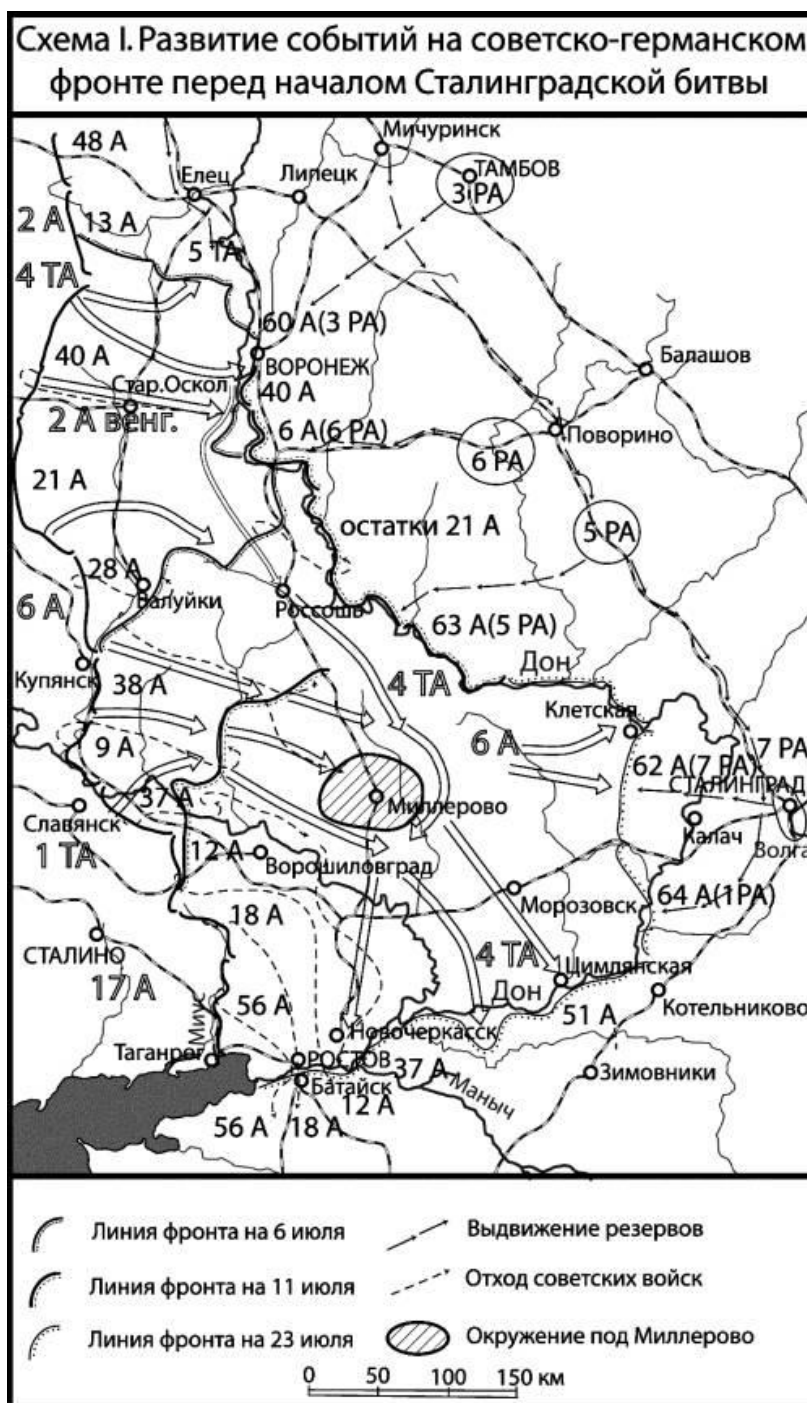 Схема I. Развитие событий на советско-германском
фронте перед началом Сталинградской битвы
Мичуринск
48 А
Елец
Липецк
ТАМБОВ
3 РА
2 А
13 А
5 ТА
4 ТА
60 А(3 РА)
ВОРОНЕЖ
Балашов
40 А
Стар.Оскол
40 А
2 А венг.
6 А(6 РА)
Поворино
6 РА
21 А
остатки 21 А
5 РА
28 А
Валуйки
Россошь
6 А
63 А(5 РА)
Дон
Купянск
38 А
4 ТА
Клетская
9 А
6 А
62 А(7 РА)
7 РА
СТАЛИНГРАД
37 А
Миллерово
Славянск
Калач
Волга
1 ТА
12 А
Ворошиловград
Морозовск
64 А(1РА)
18 А
СТАЛИНО
4 ТА
Цимлянская
17 А
Дон
Котельниково
56 А
51 А
Миус
Новочеркасск
Таганрог
РОСТОВ
37 А
Зимовники
Батайск
Маныч
12 А
56 А
18 А
Линия фронта на 6 июля
Выдвижение резервов
Линия фронта на 11 июля
Отход советских войск
Линия фронта на 23 июля
Окружение под Миллерово
0 50 100 150 км